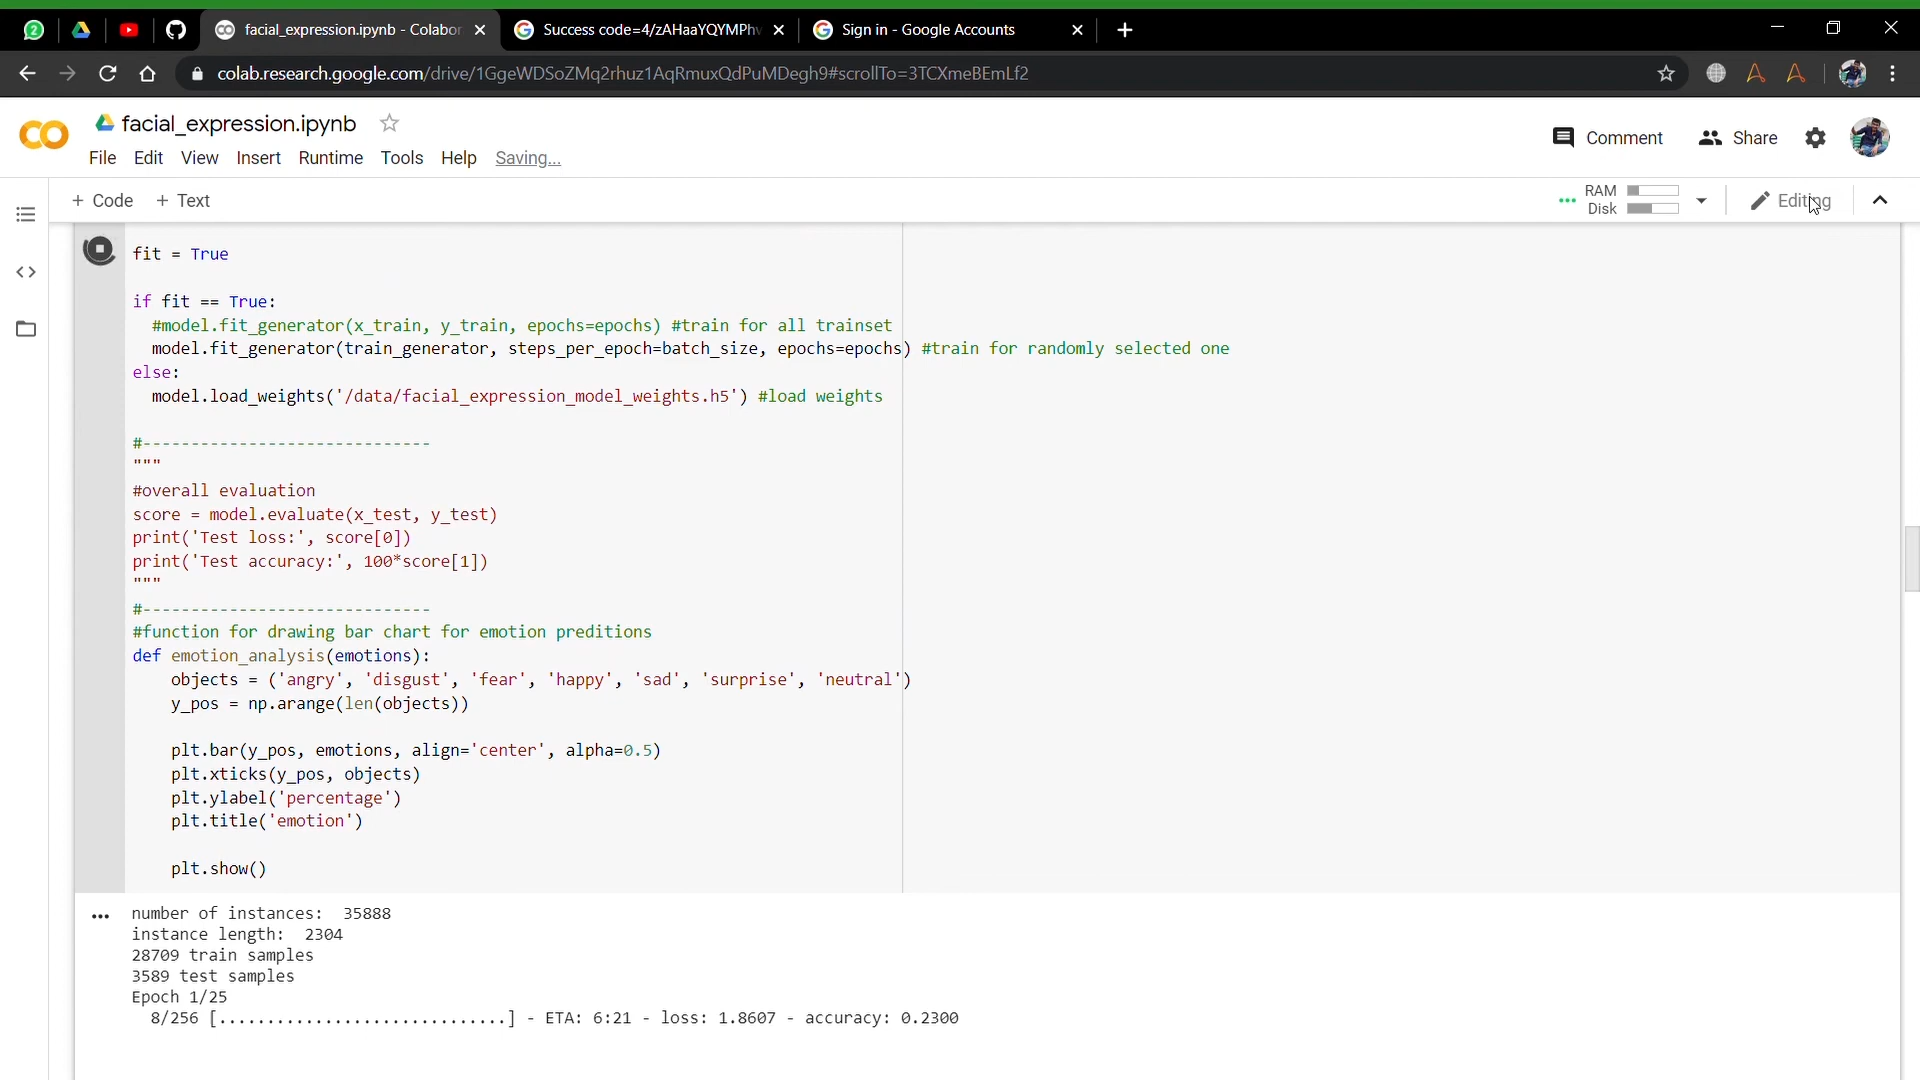 2
facial_expression.ipynb - Colabor
Success code=4/zAHaaYQYMPhv
Sign in - Google Accounts
colab.research.google.com/drive/1GgeWDSoZMq2rhuz1AqRmuxQdPuMDegh9#scrollTo=3TCXmeBEmLf2
facial_expression.ipynb
Comment
Share
File Edit View Insert Runtime Tools Help Saving...
+ Code + Text
RAM
Disk
Editing
fit = True
if fit == True:
#model.fit_generator(x_train, y_train, epochs=epochs) #train for all trainset
model.fit_generator(train_generator, steps_per_epoch=batch_size, epochs=epochs) #train for randomly selected one
else:
model.load_weights('/data/facial_expression_model_weights.h5') #load weights
#------------------------------
"""
#overall evaluation
score = model.evaluate(x_test, y_test)
print('Test loss:', score[0])
print('Test accuracy:', 100*score[1])
"""
#------------------------------
#function for drawing bar chart for emotion preditions
def emotion_analysis(emotions):
objects = ('angry', 'disgust', 'fear', 'happy', 'sad', 'surprise', 'neutral')
y_pos = np.arange(len(objects))
plt.bar(y_pos, emotions, align='center', alpha=0.5)
plt.xticks(y_pos, objects)
plt.ylabel('percentage')
plt.title('emotion')
plt.show()
number of instances:  35888
instance length:  2304
28709 train samples
3589 test samples
Epoch 1/25
8/256 [..............................] - ETA: 6:21 - loss: 1.8607 - accuracy: 0.2300